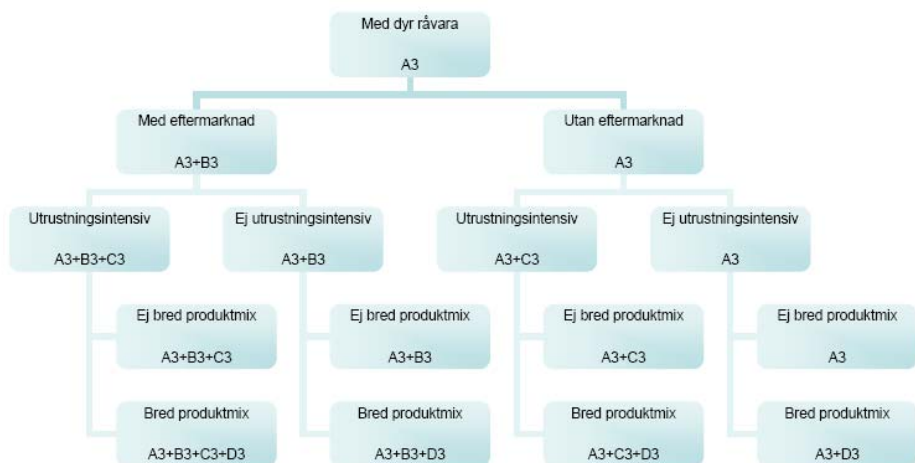 Med dyr råvara
A3
Med eftermarknad
A3+B3
Utan eftermarknad
A3
Utrustningsintensiv
A3+B3+C3
Ej utrustningsintensiv
A3+B3
Utrustningsintensiv
A3+C3
Ej utrustningsintensiv
A3
Ej bred produktmix
A3+B3+C3
Ej bred produktmix
A3+B3
Ej bred produktmix
A3+C3
Ej bred produktmix
A3
Bred produktmix
A3+B3+C3+D3
Bred produktmix
A3+B3+D3
Bred produktmix
A3+C3+D3
Bred produktmix
A3+D3